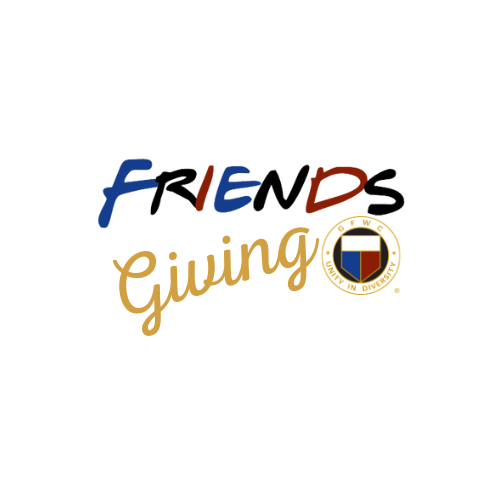 FRIENDS
Giving
GFWC
UNITY IN DIVERSITY
®